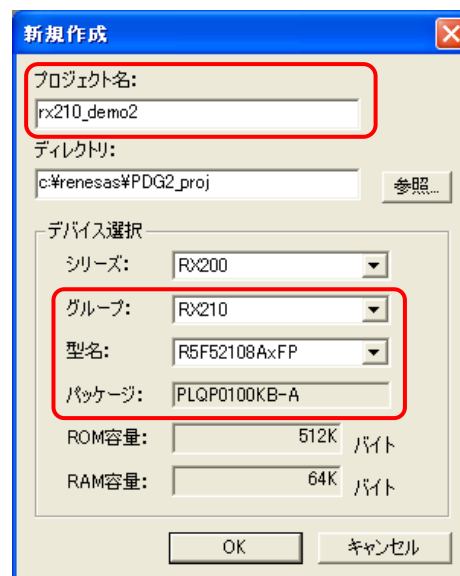 新規作成
プロジェクト名:
rx210_demo2
ディレクトリ:
c:¥renesas¥PDG2_proj
参照...
デバイス選択
シリーズ: RX200
グループ: RX210
型名: R5F52108AxFP
パッケージ: PLQP0100KB-A
ROM容量: 512K バイト
RAM容量: 64K バイト
OK キャンセル